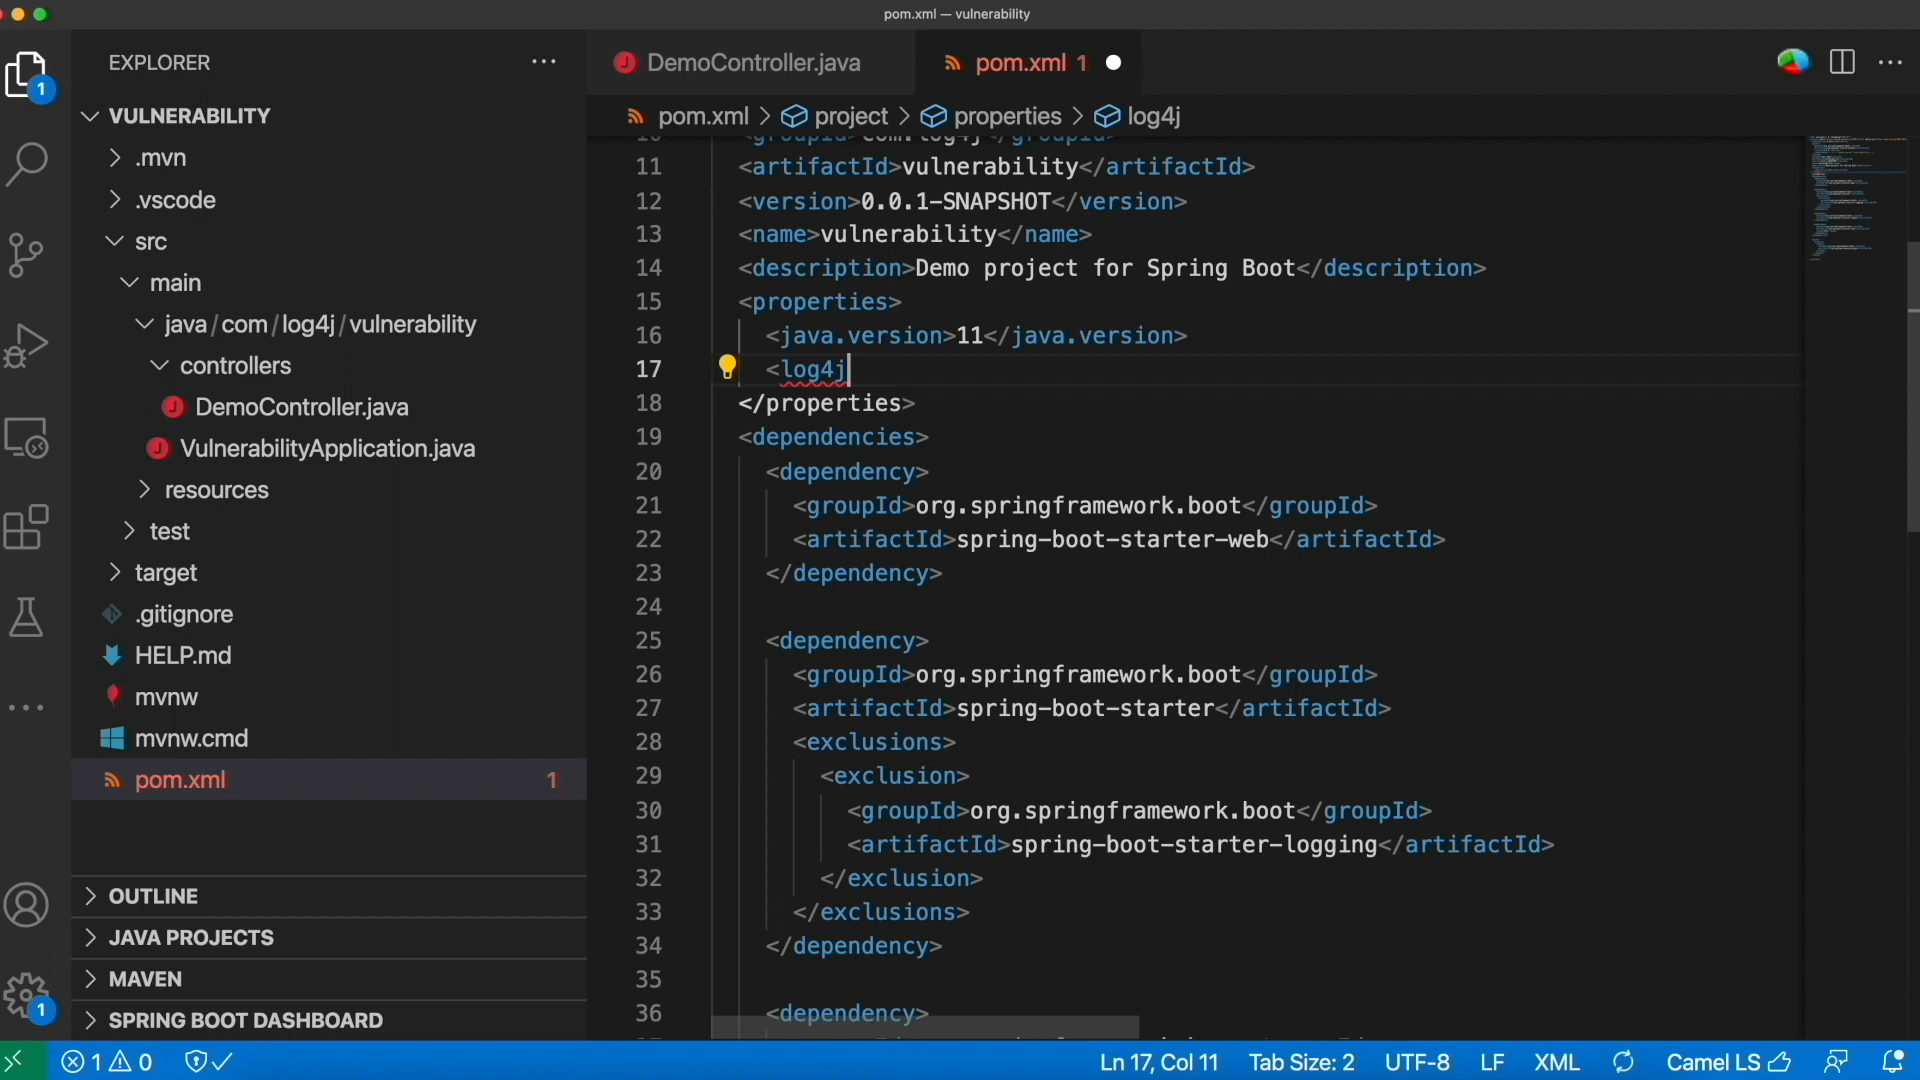 pom.xml — vulnerability
EXPLORER
1
VULNERABILITY
.mvn
.vscode
src
main
java/com/log4j/vulnerability
controllers
DemoController.java
VulnerabilityApplication.java
resources
test
target
.gitignore
HELP.md
mvnw
mvnw.cmd
pom.xml 1
OUTLINE
JAVA PROJECTS
MAVEN
SPRING BOOT DASHBOARD
1
DemoController.java
pom.xml 1
pom.xml > project > properties > log4j
10 <groupId>com.log4j</groupId>
11 <artifactId>vulnerability</artifactId>
12 <version>0.0.1-SNAPSHOT</version>
13 <name>vulnerability</name>
14 <description>Demo project for Spring Boot</description>
15 <properties>
16 <java.version>11</java.version>
17 <log4j
18 </properties>
19 <dependencies>
20 <dependency>
21 <groupId>org.springframework.boot</groupId>
22 <artifactId>spring-boot-starter-web</artifactId>
23 </dependency>
24
25 <dependency>
26 <groupId>org.springframework.boot</groupId>
27 <artifactId>spring-boot-starter</artifactId>
28 <exclusions>
29 <exclusion>
30 <groupId>org.springframework.boot</groupId>
31 <artifactId>spring-boot-starter-logging</artifactId>
32 </exclusion>
33 </exclusions>
34 </dependency>
35
36 <dependency>
1 0
Ln 17, Col 11 Tab Size: 2 UTF-8 LF XML Camel LS